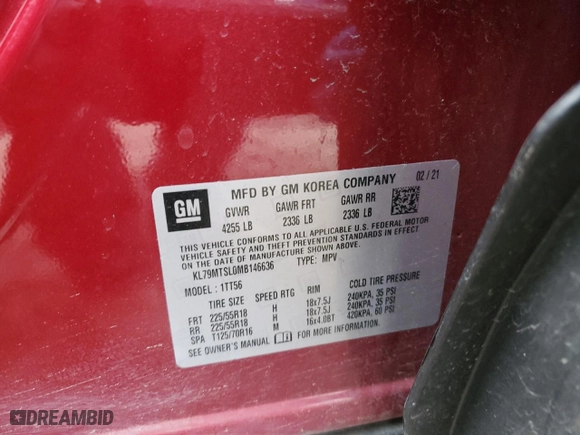 GM
MFD BY GM KOREA COMPANY 02/21
GVWR GAWR FRT GAWR RR
4255 LB 2336 LB 2336 LB
THIS VEHICLE CONFORMS TO ALL APPLICABLE U.S. FEDERAL MOTOR
VEHICLE SAFETY AND BUMPER STANDARDS IN EFFECT ON THE DATE OF
MANUFACTURE SHOWN ABOVE.
KL79MTSL0MB146636 TYPE: MPV
MODEL: 1TT56
TIRE SIZE SPEED RTG RIM COLD TIRE PRESSURE
FRT 225/55R18 H 18x7.5J 240KPA, 35 PSI
RR 225/55R18 H 18x7.5J 240KPA, 35 PSI
SPA T125/70R16 M 16x4.0BT 420KPA, 60 PSI
SEE OWNER'S MANUAL FOR MORE INFORMATION.
DREAMBID